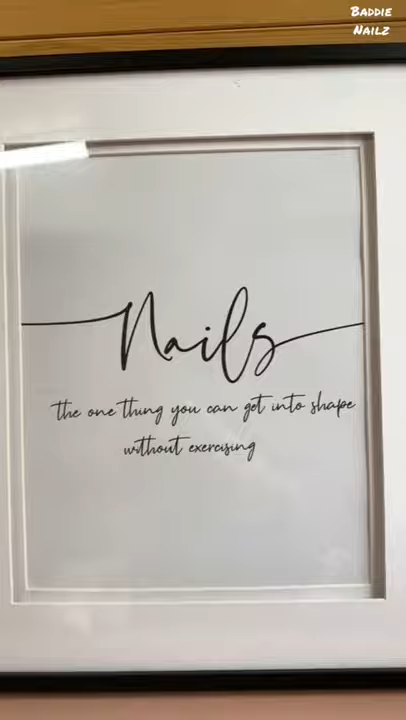 BADDIE
NAILZ
Nails
the one thing you can get into shape
without exercising